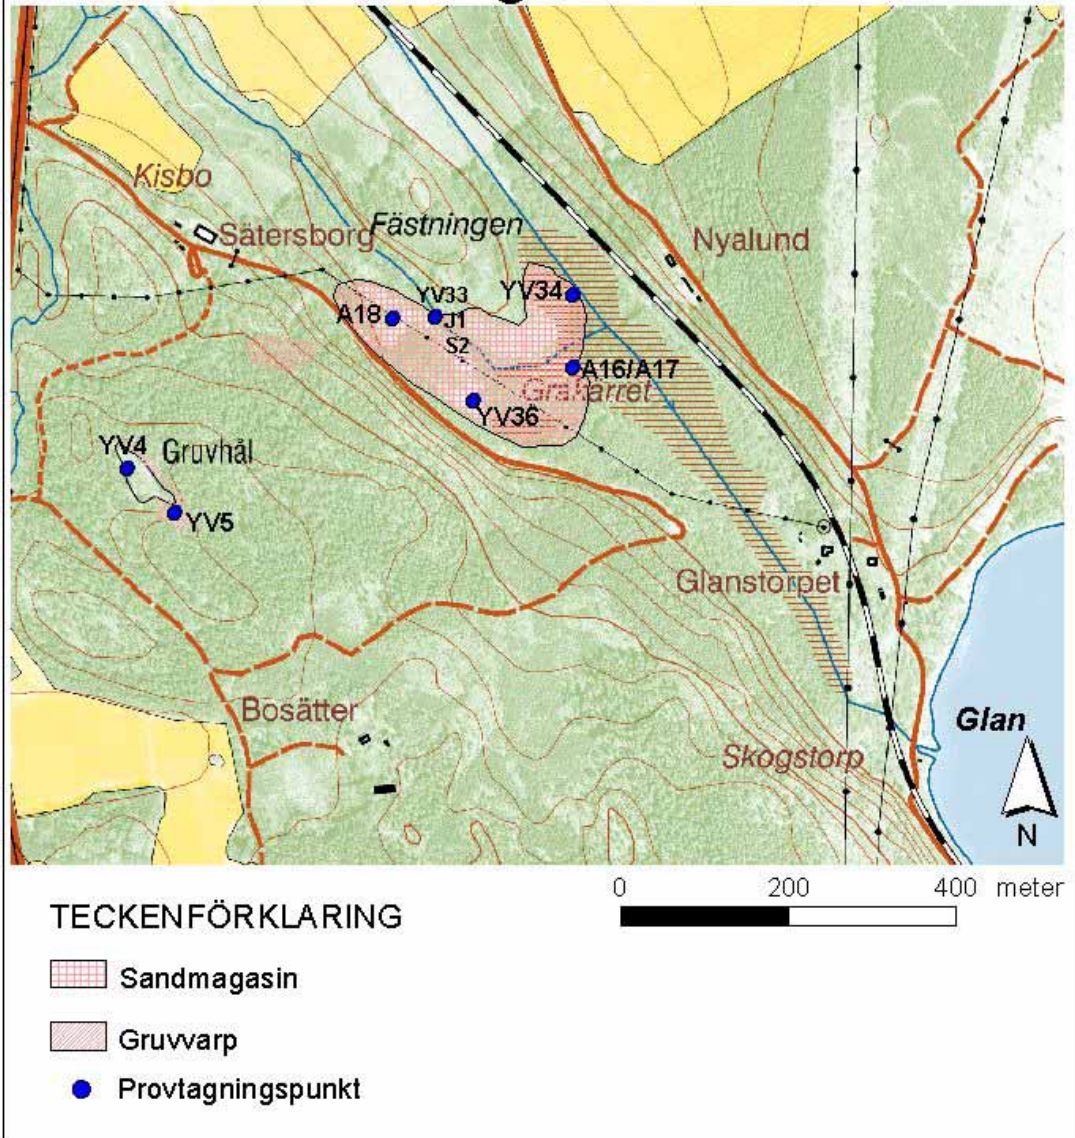 Kisbo
Sätersborg
Fästningen
Nyalund
YV33
YV34
A18
J1
S2
A16/A17
Gråkärret
YV36
YV4
Gruvhål
YV5
Glanstorpet
Bosätter
Glan
Skogstorp
N
0 200 400 meter
TECKENFÖRKLARING
Sandmagasin
Gruvvarp
Provtagningspunkt